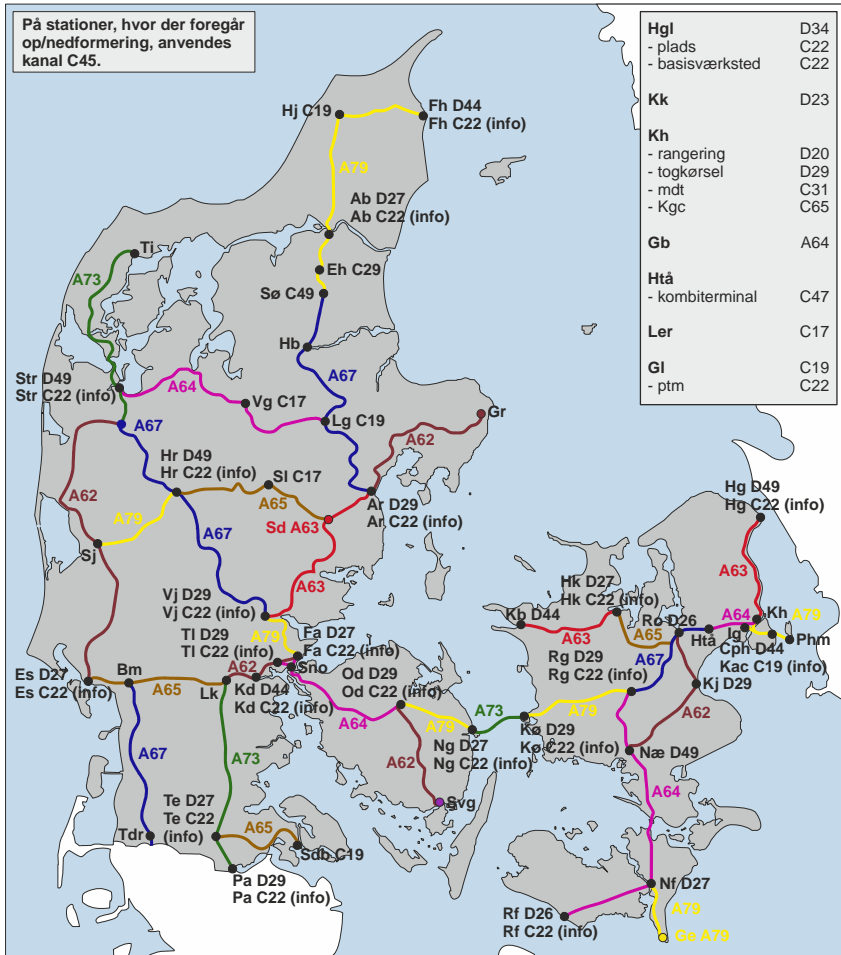 På stationer, hvor der foregår
op/nedformering, anvendes
kanal C45.
Hgl D34
- plads C22
- basisværksted C22
Kk D23
Kh
- rangering D20
- togkørsel D29
- mdt C31
- Kgc C65
Gb A64
Htå
- kombiterminal C47
Ler C17
Gl C19
- ptm C22
Hj C19
Fh D44
Fh C22 (info)
A79
Ab D27
Ab C22 (info)
Ti
A73
Eh C29
Sø C49
Hb
A67
Str D49
Str C22 (info)
A64
Vg C17
Lg C19
Gr
A67
A62
Hr D49
Hr C22 (info)
Sl C17
A62
A79
A65
Ar D29
Ar C22 (info)
Sd A63
Hg D49
Hg C22 (info)
A67
Sj
A63
A63
Vj D29
Vj C22 (info)
Hk D27
Hk C22 (info)
Kb D44
A63
A65
Rø D26
Htå
A64
Ig
Kh
A79
Phm
Cph D44
Kac C19 (info)
A79
Tl D29
Tl C22 (info)
Fa D27
Fa C22 (info)
Sno
Rg D29
Rg C22 (info)
A67
Kj D29
Es D27
Es C22 (info)
Bm
A65
Lk
A62
Kd D44
Kd C22 (info)
Od D29
Od C22 (info)
A64
A79
A73
A79
A62
Ng D27
Ng C22 (info)
Kø D29
Kø C22 (info)
Næ D49
A67
A73
A62
A64
Svg
Te D27
Te C22
(info)
Tdr
A65
Sdb C19
Pa D29
Pa C22 (info)
Nf D27
Rf D26
Rf C22 (info)
A79
Ge A79